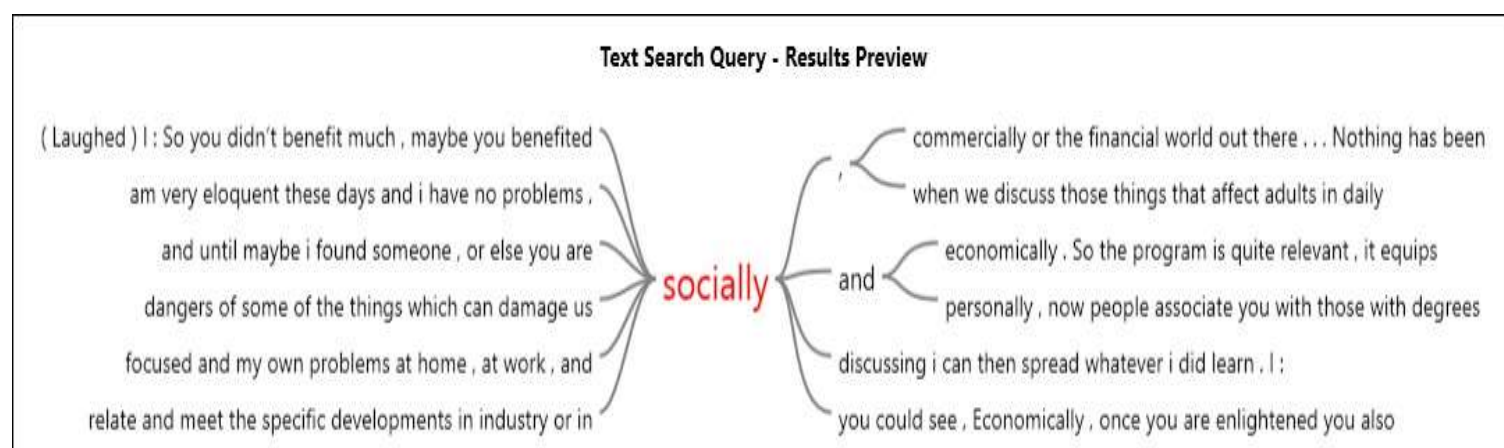 Text Search Query - Results Preview
( Laughed ) I : So you didn't benefit much , maybe you benefited
am very eloquent these days and i have no problems ,
and until maybe i found someone , or else you are
dangers of some of the things which can damage us
focused and my own problems at home , at work , and
relate and meet the specific developments in industry or in
socially
,
commercially or the financial world out there . . . Nothing has been
when we discuss those things that affect adults in daily
and
economically . So the program is quite relevant , it equips
personally , now people associate you with those with degrees
discussing i can then spread whatever i did learn . I :
you could see , Economically , once you are enlightened you also